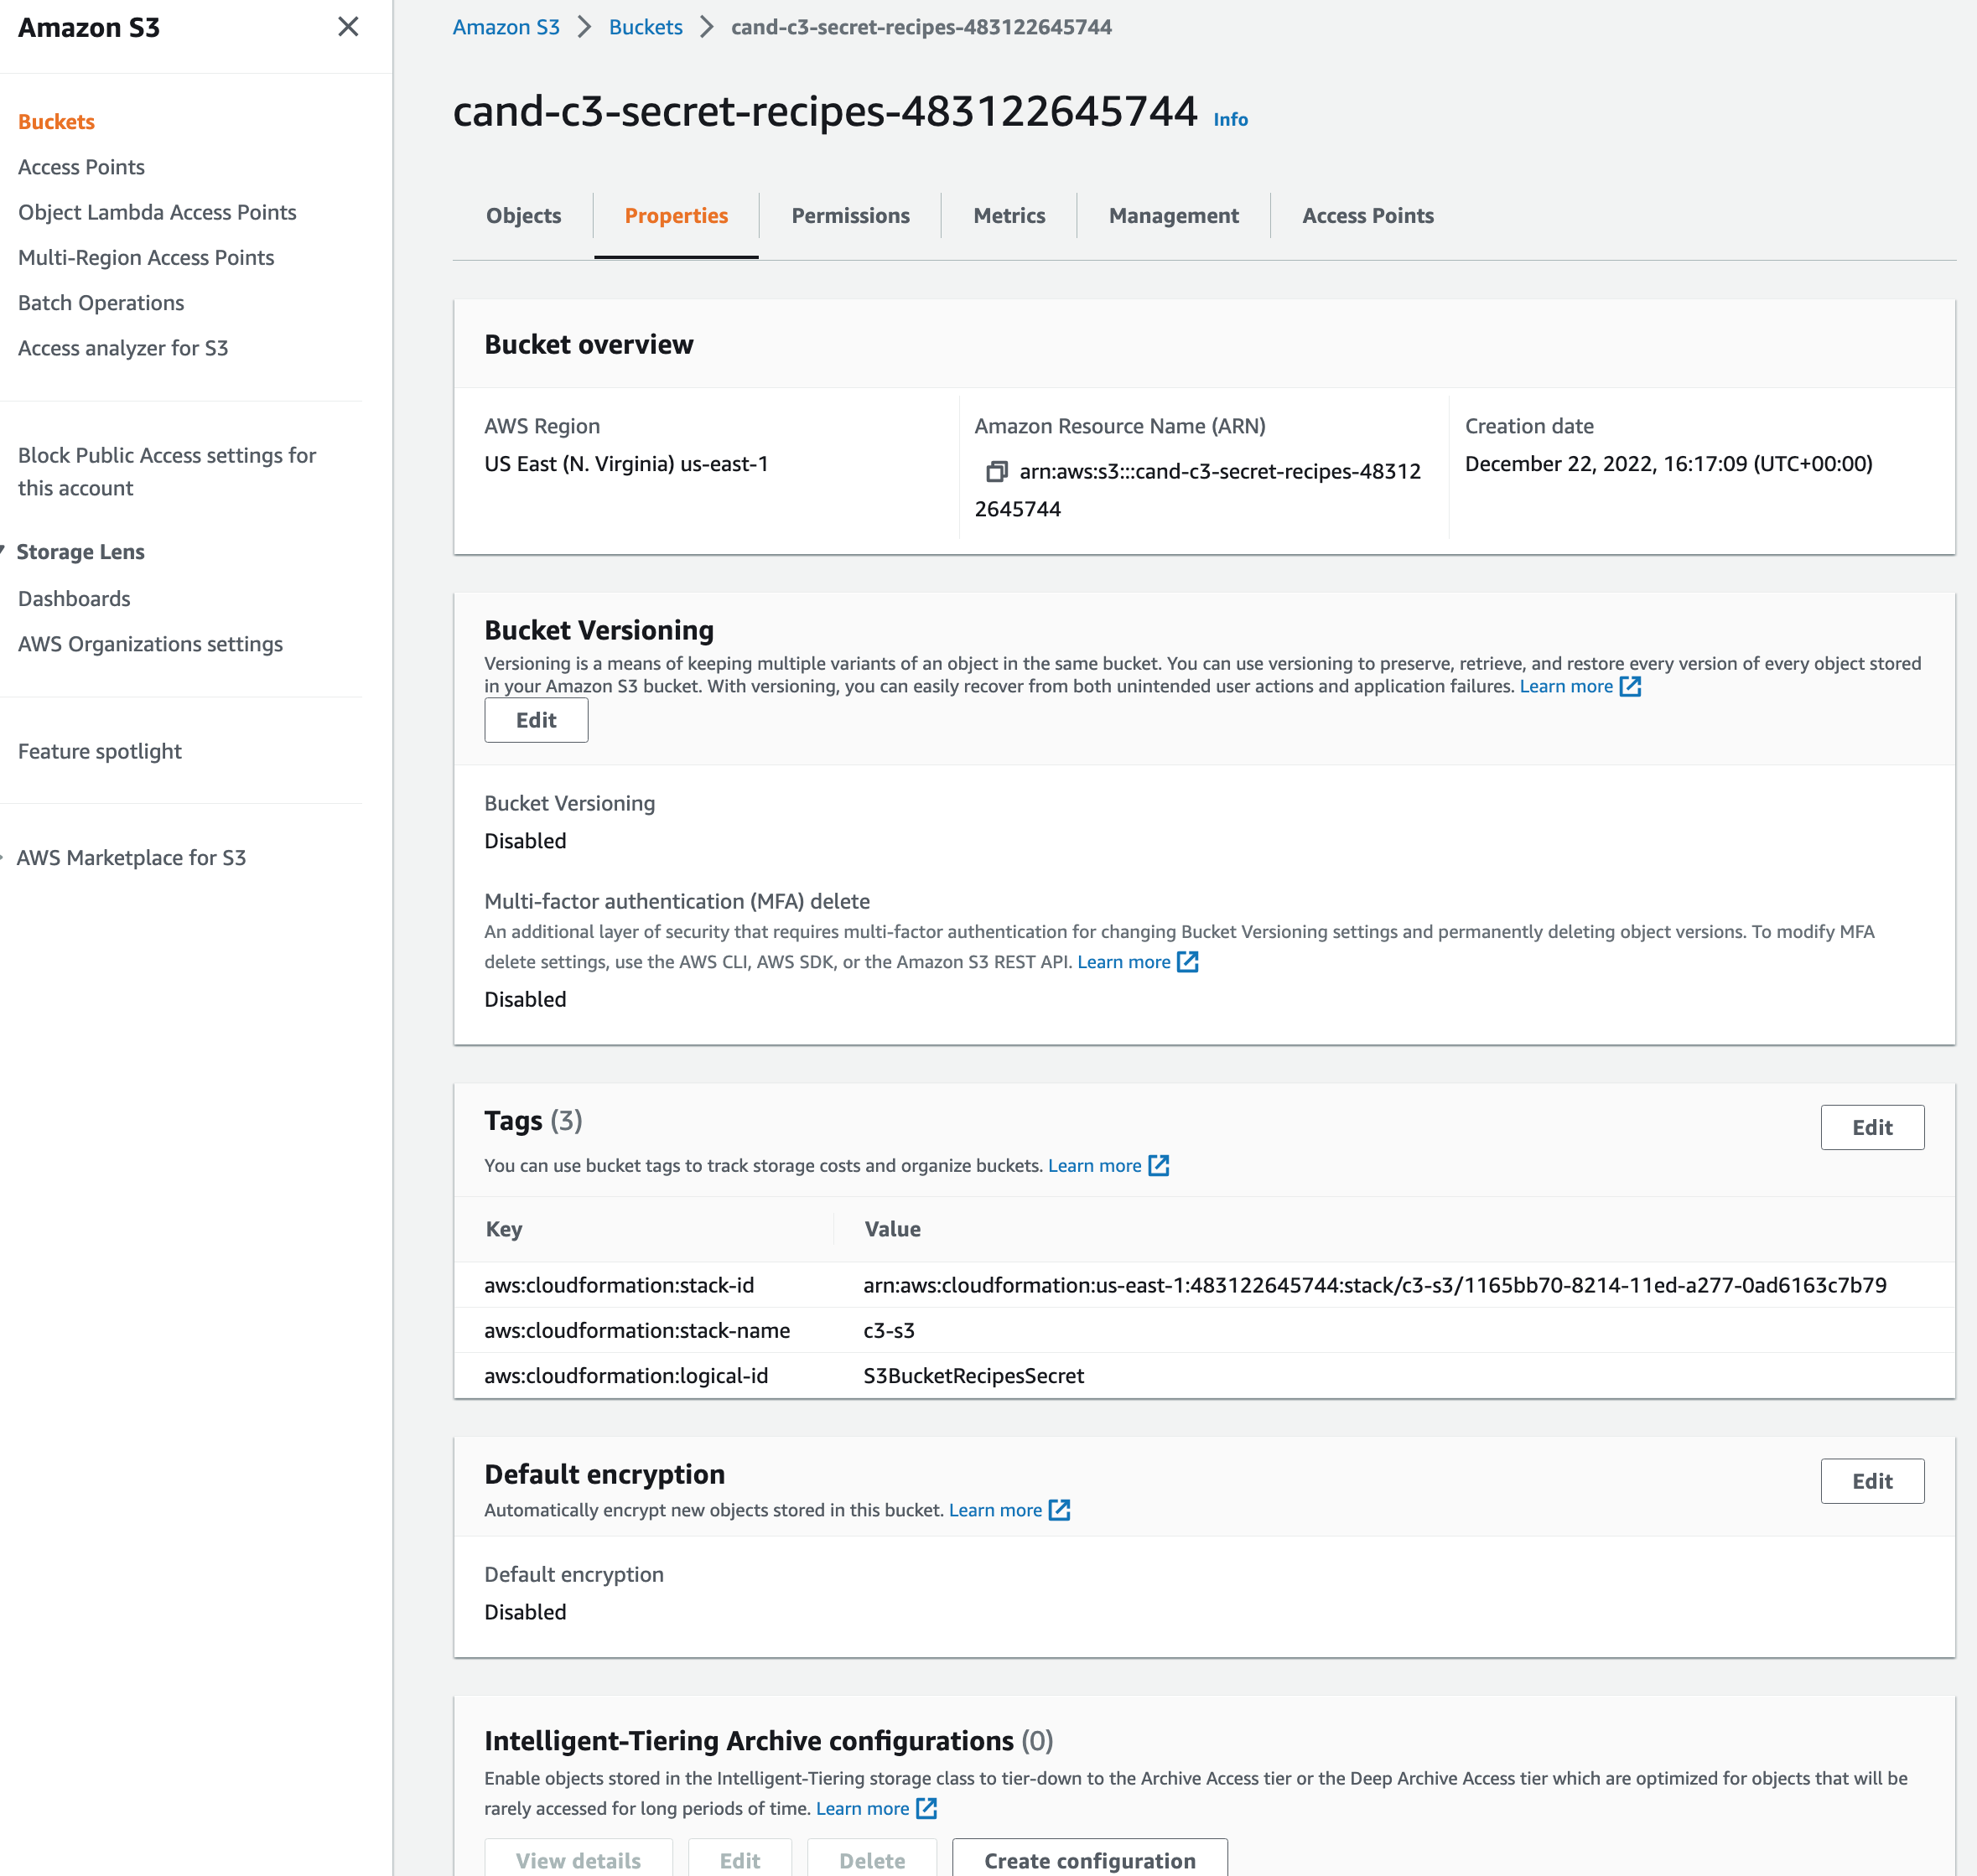 Amazon S3
Buckets
Access Points
Object Lambda Access Points
Multi-Region Access Points
Batch Operations
Access analyzer for S3
Block Public Access settings for
this account
Storage Lens
Dashboards
AWS Organizations settings
Feature spotlight
AWS Marketplace for S3
Amazon S3 > Buckets > cand-c3-secret-recipes-483122645744
cand-c3-secret-recipes-483122645744 Info
Objects Properties Permissions Metrics Management Access Points
Bucket overview
AWS Region
US East (N. Virginia) us-east-1
Amazon Resource Name (ARN)
arn:aws:s3:::cand-c3-secret-recipes-48312
2645744
Creation date
December 22, 2022, 16:17:09 (UTC+00:00)
Bucket Versioning
Versioning is a means of keeping multiple variants of an object in the same bucket. You can use versioning to preserve, retrieve, and restore every version of every object stored
in your Amazon S3 bucket. With versioning, you can easily recover from both unintended user actions and application failures. Learn more
Edit
Bucket Versioning
Disabled
Multi-factor authentication (MFA) delete
An additional layer of security that requires multi-factor authentication for changing Bucket Versioning settings and permanently deleting object versions. To modify MFA
delete settings, use the AWS CLI, AWS SDK, or the Amazon S3 REST API. Learn more
Disabled
Tags (3)
Edit
You can use bucket tags to track storage costs and organize buckets. Learn more
Key Value
aws:cloudformation:stack-id arn:aws:cloudformation:us-east-1:483122645744:stack/c3-s3/1165bb70-8214-11ed-a277-0ad6163c7b79
aws:cloudformation:stack-name c3-s3
aws:cloudformation:logical-id S3BucketRecipesSecret
Default encryption
Edit
Automatically encrypt new objects stored in this bucket. Learn more
Default encryption
Disabled
Intelligent-Tiering Archive configurations (0)
Enable objects stored in the Intelligent-Tiering storage class to tier-down to the Archive Access tier or the Deep Archive Access tier which are optimized for objects that will be
rarely accessed for long periods of time. Learn more
View details Edit Delete Create configuration